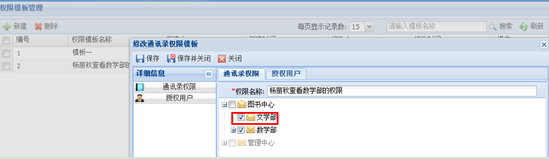 权限模板管理
新建 删除 每页显示记录数: 15 请输入模板名称 搜索 刷新
编号 权限模板名称
1 模板一
2 杨丽秋查看数学部的
修改通讯录权限模板
保存 保存并关闭 关闭
详细信息
通讯录权限
授权用户
通讯录权限 授权用户
*权限名称: 杨丽秋查看数学部的权限
图书中心
文学部
数学部
管理中心